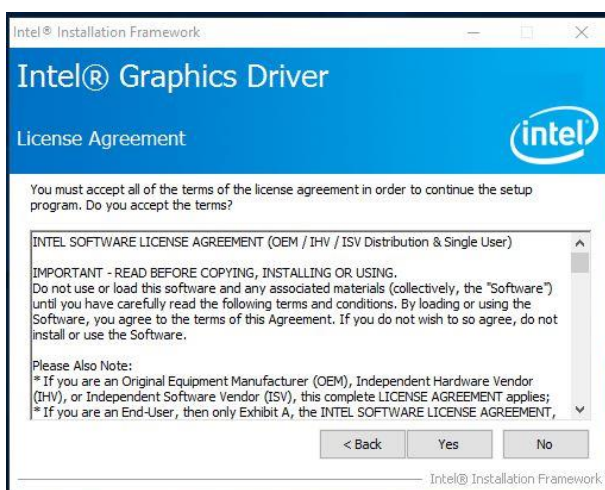 Intel® Installation Framework
Intel® Graphics Driver
License Agreement
intel
You must accept all of the terms of the license agreement in order to continue the setup
program. Do you accept the terms?
INTEL SOFTWARE LICENSE AGREEMENT (OEM / IHV / ISV Distribution & Single User)
IMPORTANT - READ BEFORE COPYING, INSTALLING OR USING.
Do not use or load this software and any associated materials (collectively, the "Software")
until you have carefully read the following terms and conditions. By loading or using the
Software, you agree to the terms of this Agreement. If you do not wish to so agree, do not
install or use the Software.
Please Also Note:
* If you are an Original Equipment Manufacturer (OEM), Independent Hardware Vendor
(IHV), or Independent Software Vendor (ISV), this complete LICENSE AGREEMENT applies;
* If you are an End-User, then only Exhibit A, the INTEL SOFTWARE LICENSE AGREEMENT,
< Back Yes No
Intel® Installation Framework